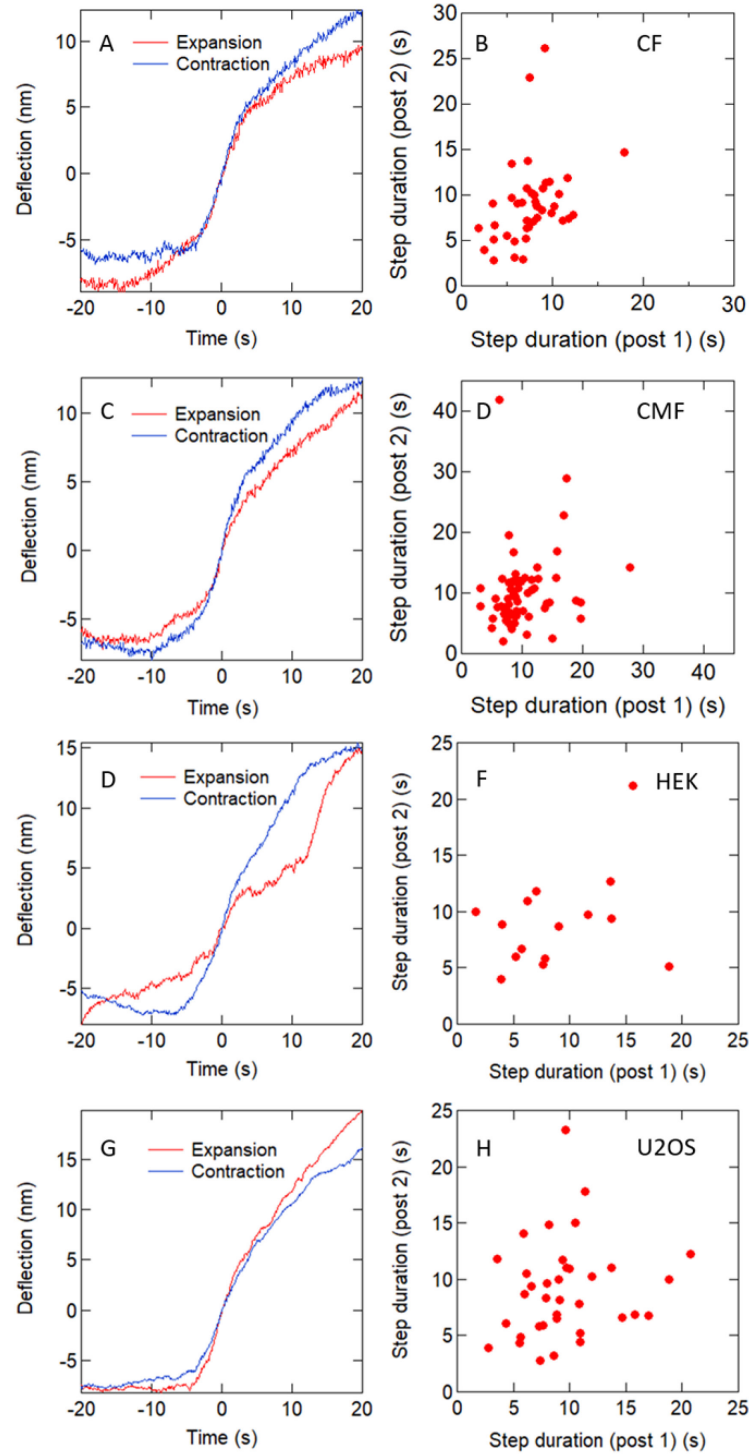 A
Expansion
Contraction
Deflection (nm)
10
5
0
-5
-20
-10
0
10
20
Time (s)
B
CF
Step duration (post 2) (s)
30
25
20
15
10
5
0
0
10
20
30
Step duration (post 1) (s)
C
Expansion
Contraction
Deflection (nm)
10
5
0
-5
-20
-10
0
10
20
Time (s)
D
CMF
Step duration (post 2) (s)
40
30
20
10
0
0
10
20
30
40
Step duration (post 1) (s)
D
Expansion
Contraction
Deflection (nm)
15
10
5
0
-5
-20
-10
0
10
20
Time (s)
F
HEK
Step duration (post 2) (s)
25
20
15
10
5
0
0
5
10
15
20
25
Step duration (post 1) (s)
G
Expansion
Contraction
Deflection (nm)
15
10
5
0
-5
-20
-10
0
10
20
Time (s)
H
U2OS
Step duration (post 2) (s)
25
20
15
10
5
0
0
5
10
15
20
25
Step duration (post 1) (s)